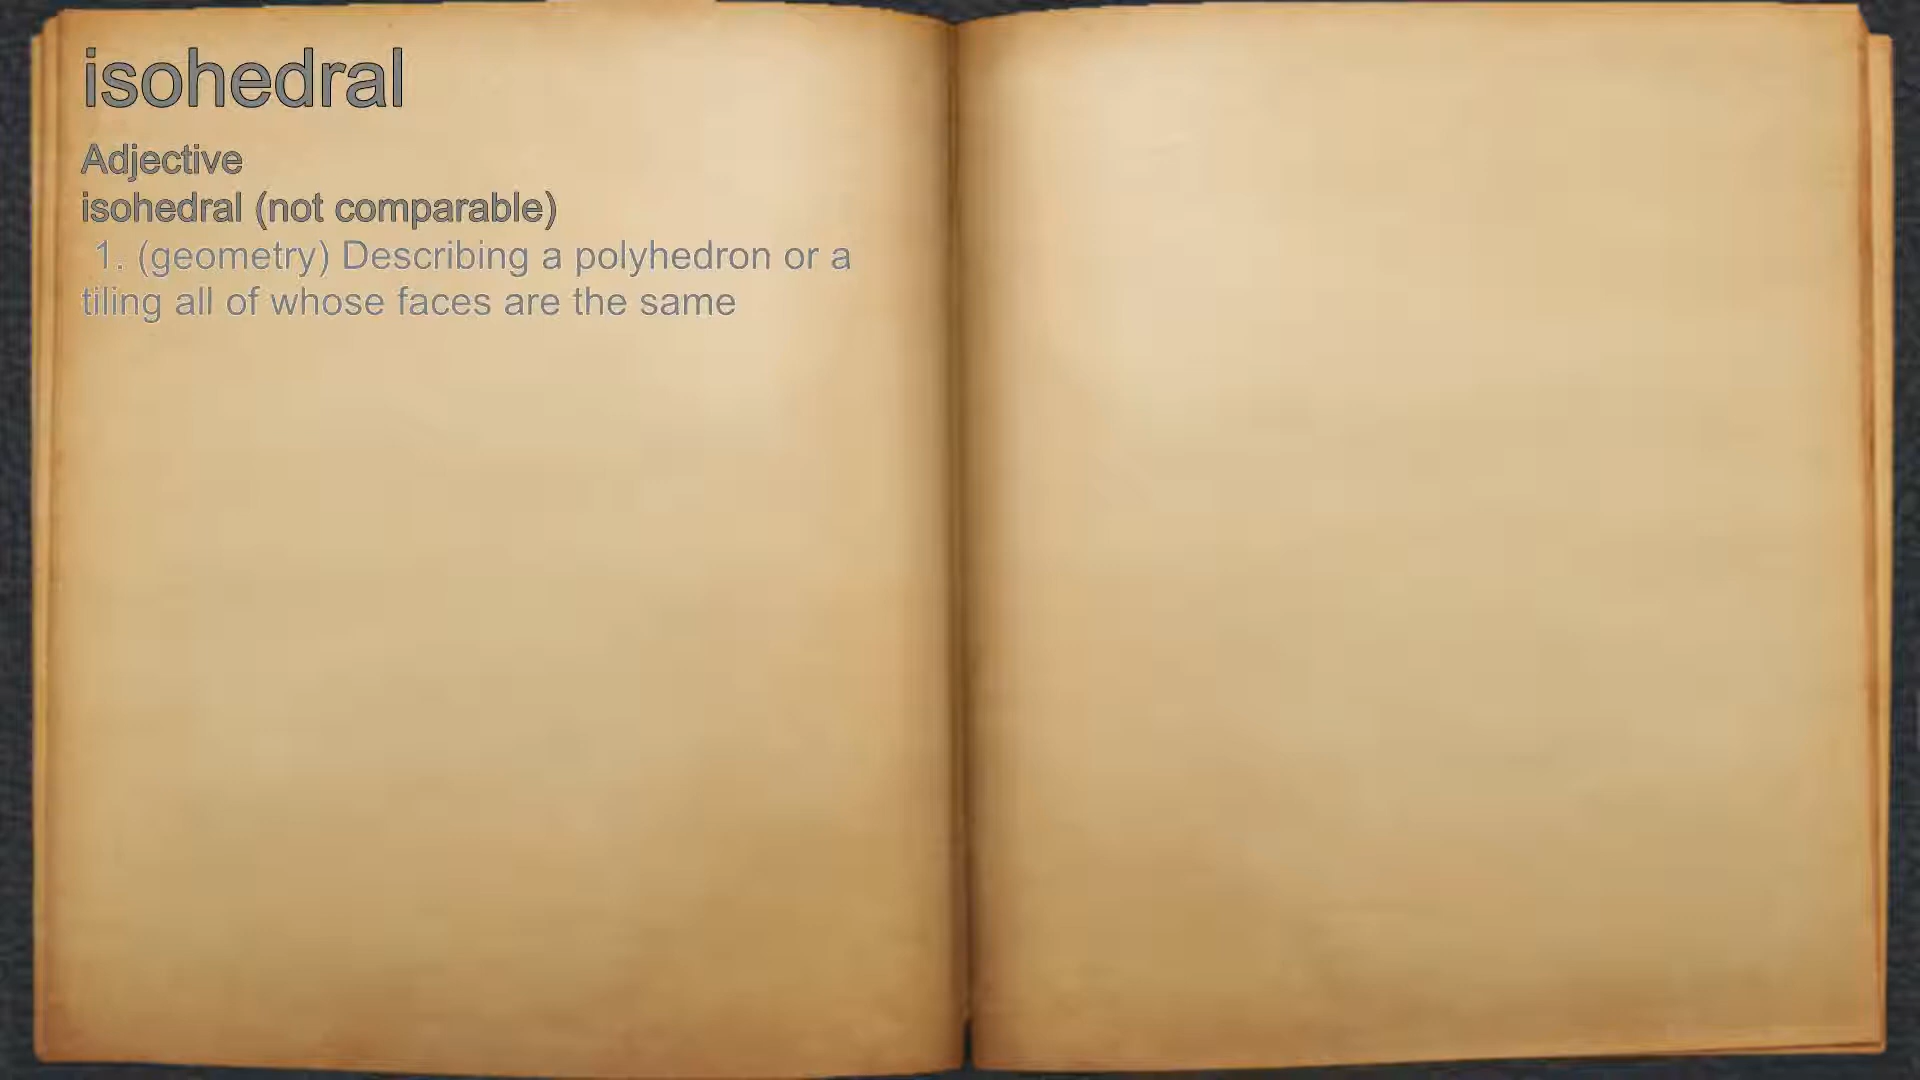 isohedral
Adjective
isohedral (not comparable)
1. (geometry) Describing a polyhedron or a
tiling all of whose faces are the same